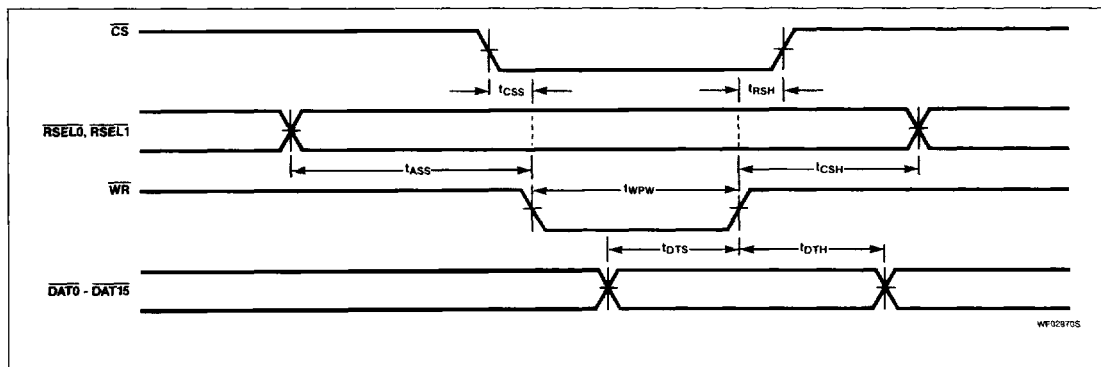 CS
tCSS
tRSH
RSEL0, RSEL1
tASS
tCSH
WR
tWPW
tDTS
tDTH
DAT0 - DAT15
WF02970S